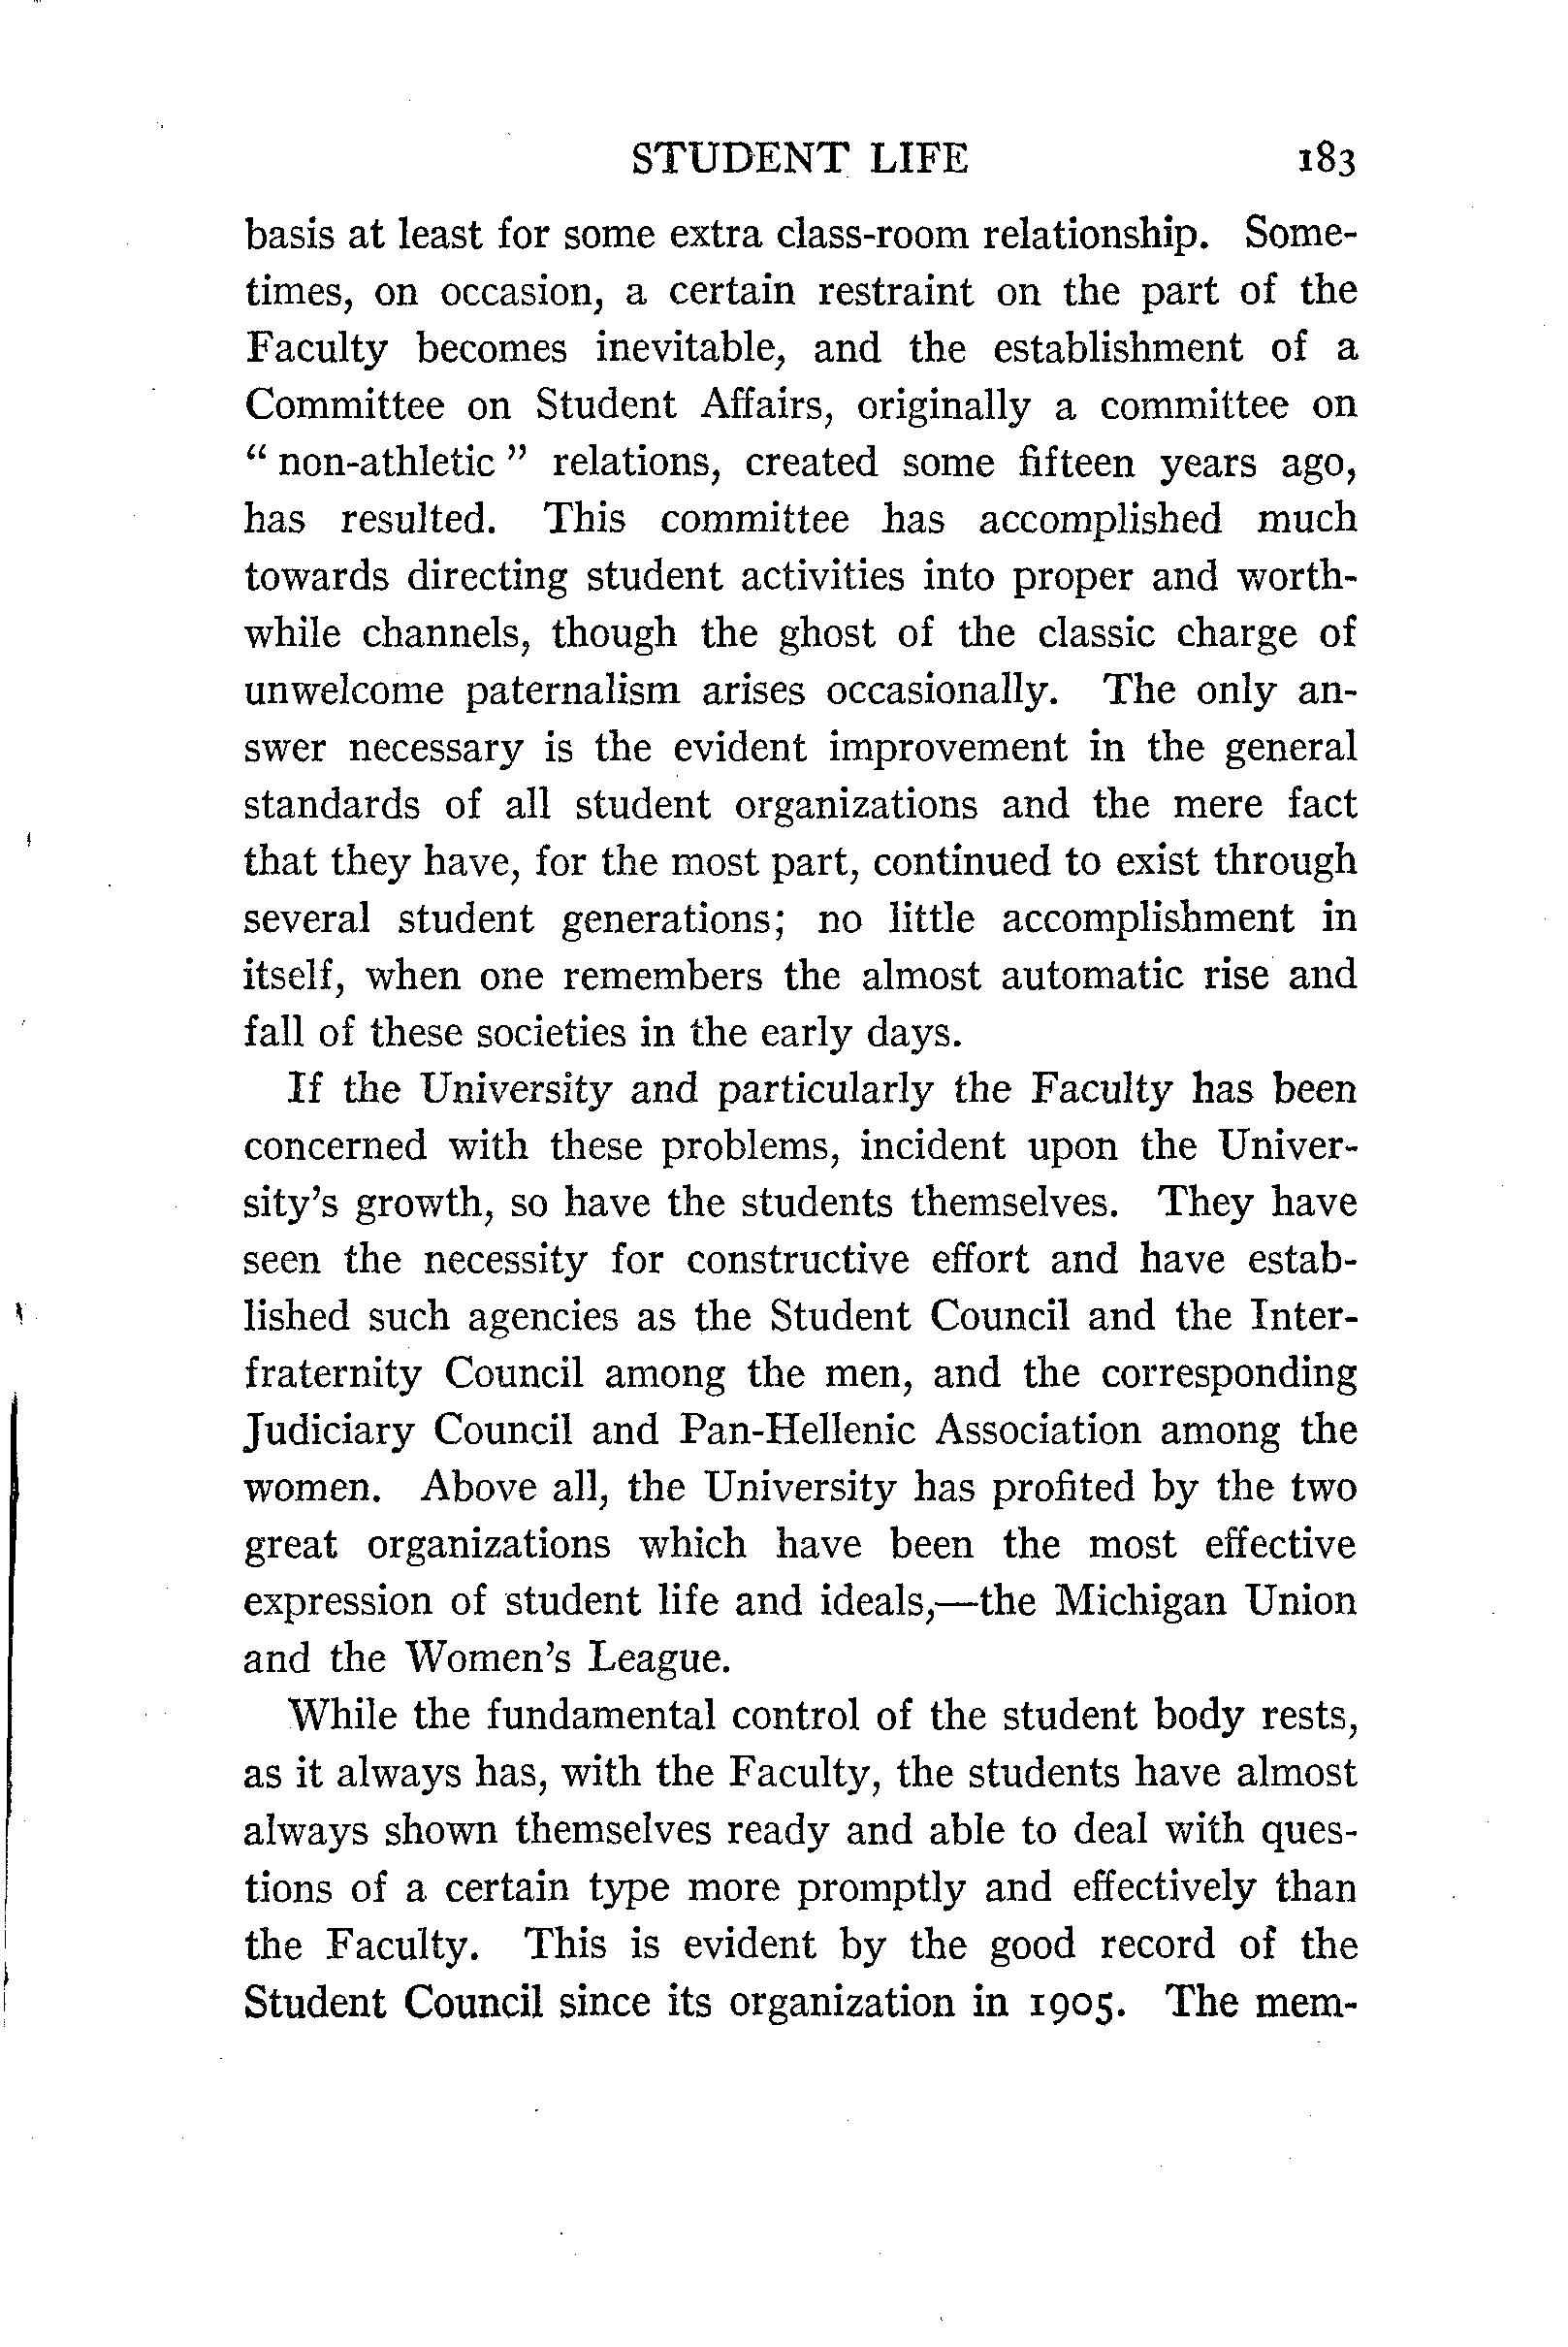 STUDENT LIFE 183
basis at least for some extra class-room relationship. Some-
times, on occasion, a certain restraint on the part of the
Faculty becomes inevitable, and the establishment of a
Committee on Student Affairs, originally a committee on
" non-athletic " relations, created some fifteen years ago,
has resulted. This committee has accomplished much
towards directing student activities into proper and worth-
while channels, though the ghost of the classic charge of
unwelcome paternalism arises occasionally. The only an-
swer necessary is the evident improvement in the general
standards of all student organizations and the mere fact
that they have, for the most part, continued to exist through
several student generations; no little accomplishment in
itself, when one remembers the almost automatic rise and
fall of these societies in the early days.
If the University and particularly the Faculty has been
concerned with these problems, incident upon the Univer-
sity's growth, so have the students themselves. They have
seen the necessity for constructive effort and have estab-
lished such agencies as the Student Council and the Inter-
fraternity Council among the men, and the corresponding
Judiciary Council and Pan-Hellenic Association among the
women. Above all, the University has profited by the two
great organizations which have been the most effective
expression of student life and ideals,—the Michigan Union
and the Women's League.
While the fundamental control of the student body rests,
as it always has, with the Faculty, the students have almost
always shown themselves ready and able to deal with ques-
tions of a certain type more promptly and effectively than
the Faculty. This is evident by the good record of the
Student Council since its organization in 1905. The mem-